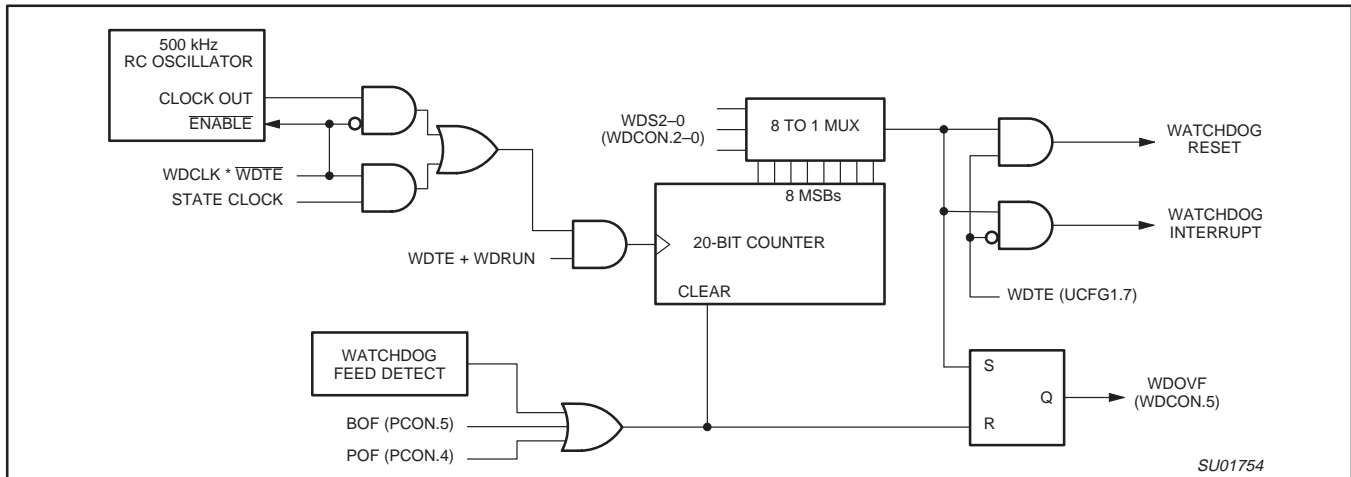 500 kHz
RC OSCILLATOR
CLOCK OUT
ENABLE
WDCLK * WDTE
STATE CLOCK
WDS2–0
(WDCON.2–0)
8 TO 1 MUX
8 MSBs
WDTE + WDRUN
20-BIT COUNTER
CLEAR
WATCHDOG
RESET
WATCHDOG
INTERRUPT
WDTE (UCFG1.7)
WATCHDOG
FEED DETECT
BOF (PCON.5)
POF (PCON.4)
S
Q
R
WDOVF
(WDCON.5)
SU01754